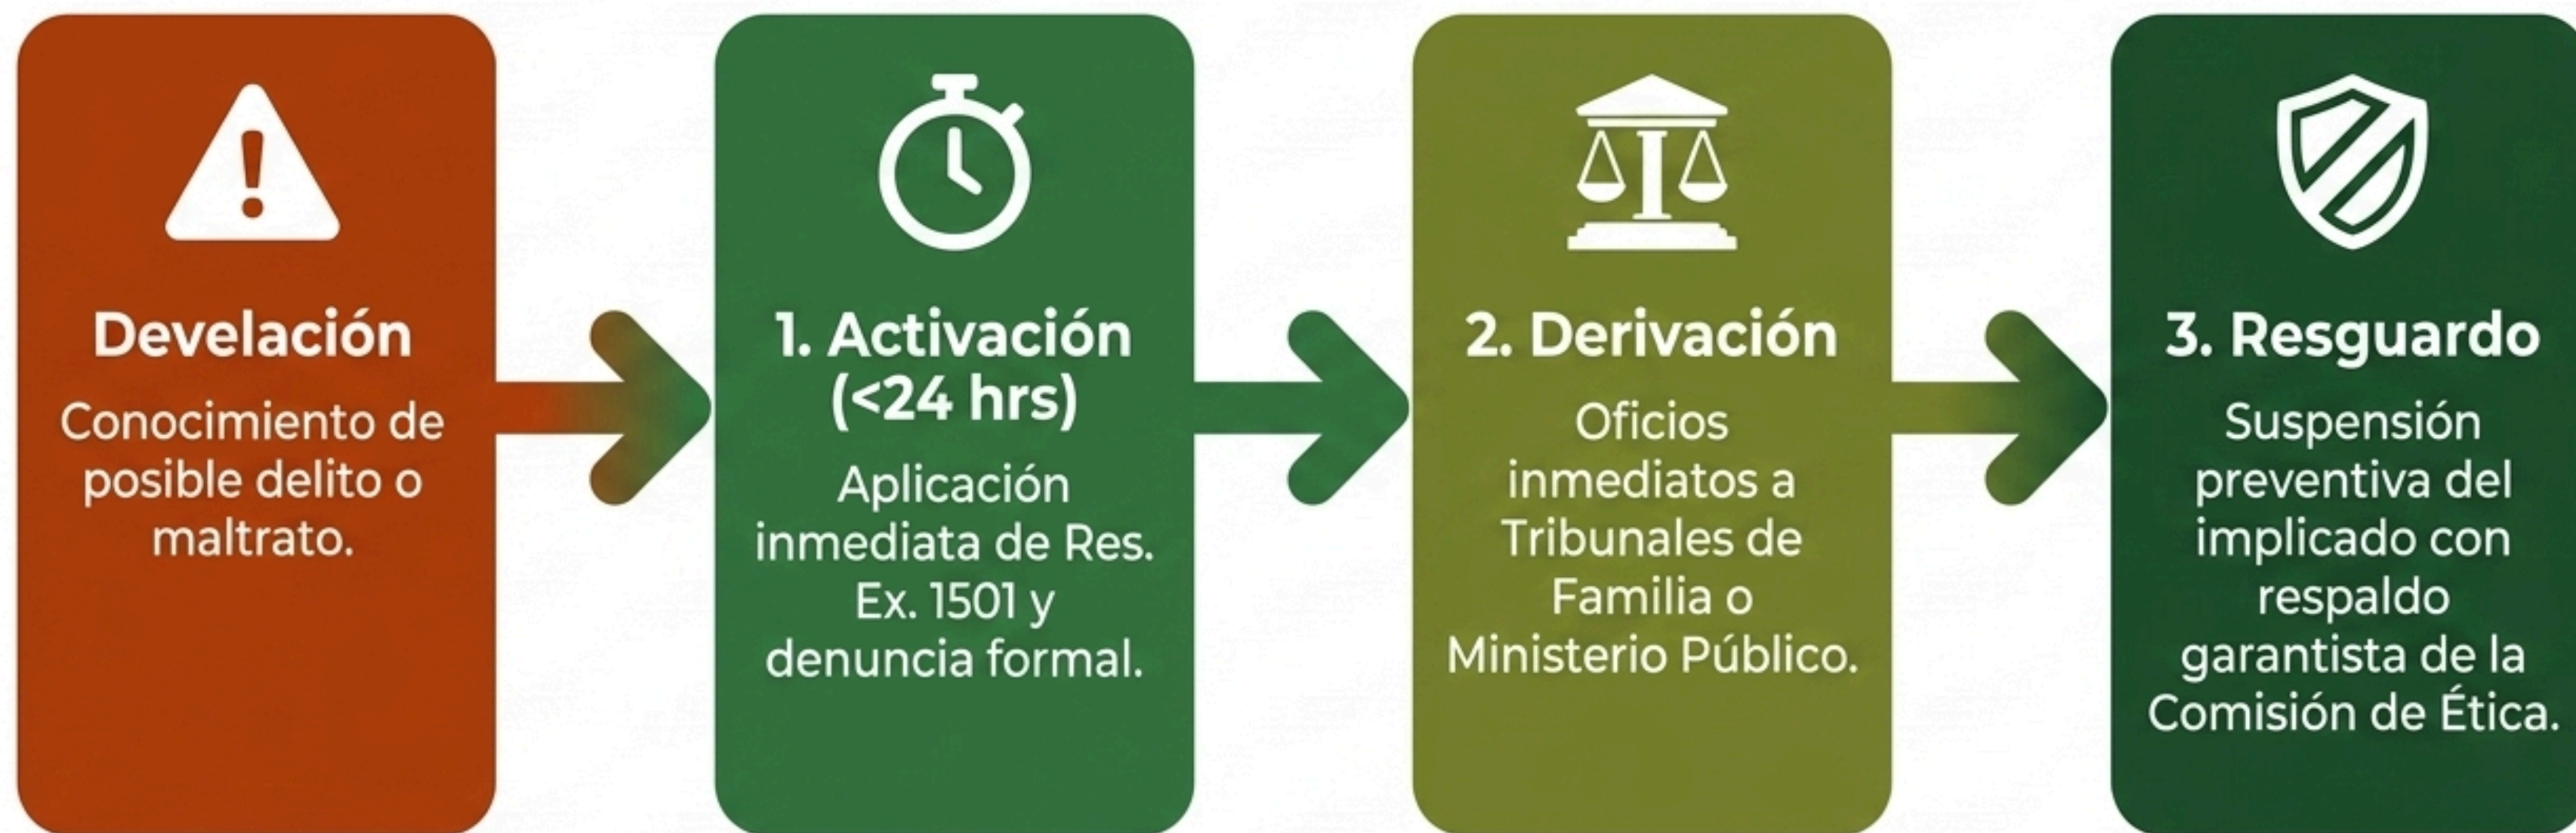 Develación
Conocimiento de
posible delito o
maltrato.
1. Activación
(<24 hrs)
Aplicación
inmediata de Res.
Ex. 1501 y
denuncia formal.
2. Derivación
Oficios
inmediatos a
Tribunales de
Familia o
Ministerio Público.
3. Resguardo
Suspensión
preventiva del
implicado con
respaldo
garantista de la
Comisión de Ética.